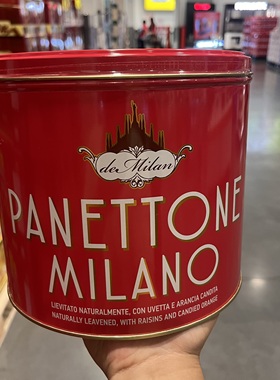 de Milan
PANETTONE
MILANO
LIEVITATO NATURALMENTE, CON UVETTA E ARANCIA CANDITA
NATURALLY LEAVENED, WITH RAISINS AND CANDIED ORANGE